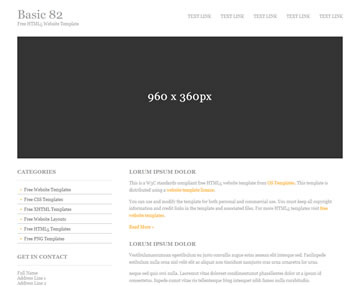 Basic 82
Free HTML5 Website Template
TEXT LINK TEXT LINK TEXT LINK TEXT LINK TEXT LINK
960 x 360px
CATEGORIES
Free Website Templates
Free CSS Templates
Free XHTML Templates
Free Website Layouts
Free HTML5 Templates
Free PNG Templates
GET IN CONTACT
Full Name
Address Line 1
Address Line 2
LOREM IPSUM DOLOR
This is a W3C standards compliant free HTML5 website template from OS Templates. This template is
distributed using a website template licence.
You can use and modify the template for both personal and commercial use. You must keep all copyright
information and credit links in the template and associated files. For more HTML5 templates visit free
website templates.
Read More »
LOREM IPSUM DOLOR